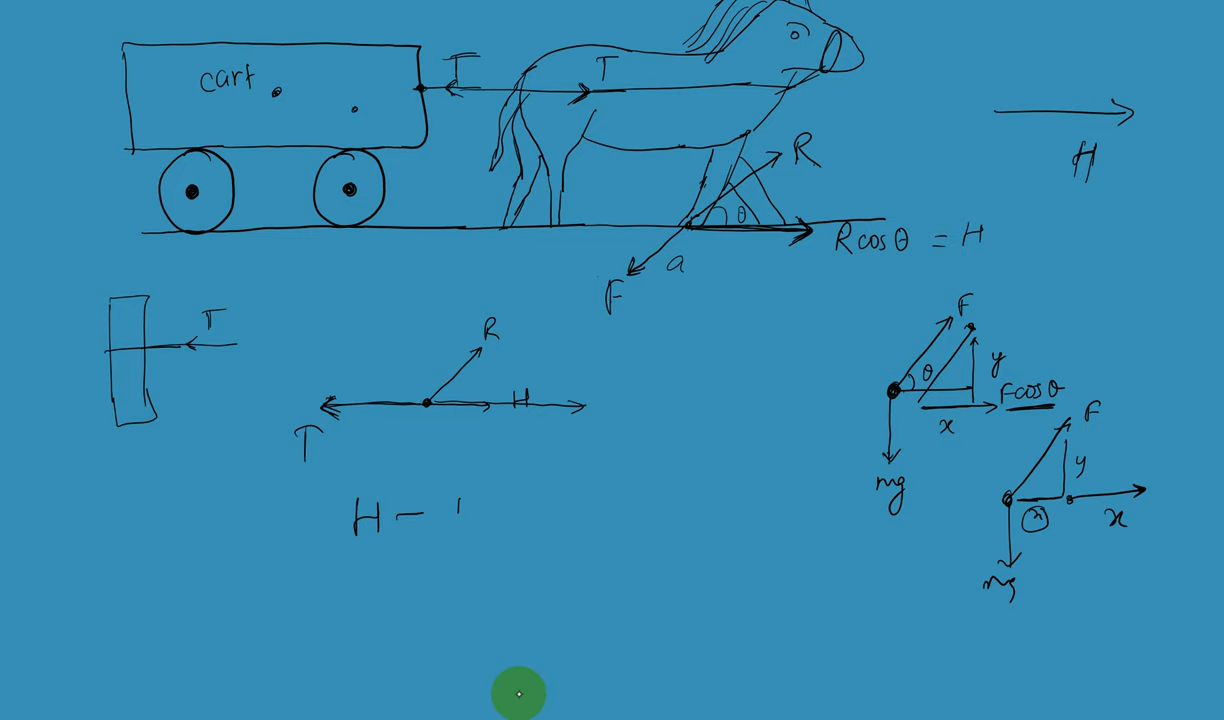 cart
T
T
R
H
θ
R cos θ = H
F
a
T
R
H
T
H -
F
θ
y
F cos θ
x
mg
F
y
x
x
mg